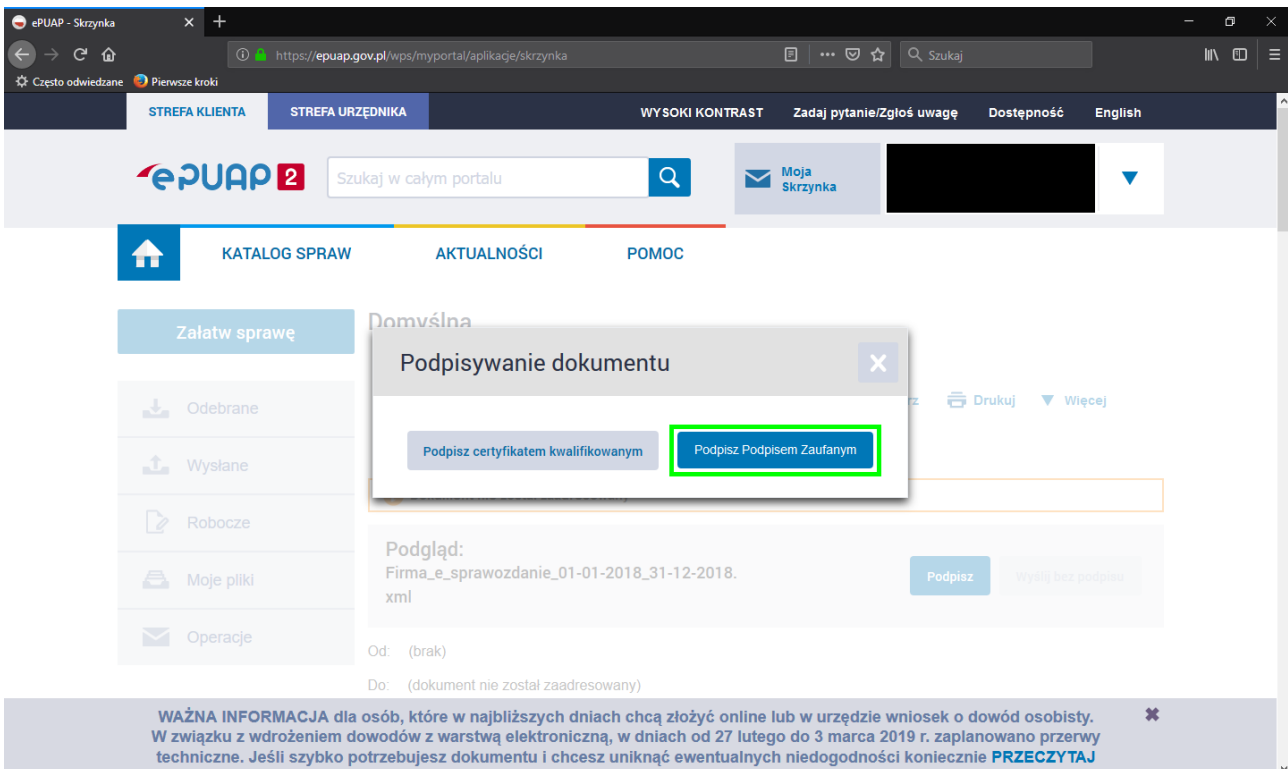 ePUAP - Skrzynka
https://epuap.gov.pl/wps/myportal/aplikacje/skrzynka
Szukaj
Często odwiedzane Pierwsze kroki
STREFA KLIENTA STREFA URZĘDNIKA WYSOKI KONTRAST Zadaj pytanie/Zgłoś uwagę Dostępność English
ePUAP 2 Szukaj w całym portalu Moja
Skrzynka
KATALOG SPRAW AKTUALNOŚCI POMOC
Załatw sprawę Domyślna
Podpisywanie dokumentu
Odebrane Drukuj Więcej
Podpisz certyfikatem kwalifikowanym Podpisz Podpisem Zaufanym
Wysłane
Robocze
Podgląd:
Firma_e_sprawozdanie_01-01-2018_31-12-2018.
xml
Podpisz Wyślij bez podpisu
Moje pliki
Operacje
Od: (brak)
Do: (dokument nie został zaadresowany)
WAŻNA INFORMACJA dla osób, które w najbliższych dniach chcą złożyć online lub w urzędzie wniosek o dowód osobisty.
W związku z wdrożeniem dowodów z warstwą elektroniczną, w dniach od 27 lutego do 3 marca 2019 r. zaplanowano przerwy
techniczne. Jeśli szybko potrzebujesz dokumentu i chcesz uniknąć ewentualnych niedogodności koniecznie PRZECZYTAJ